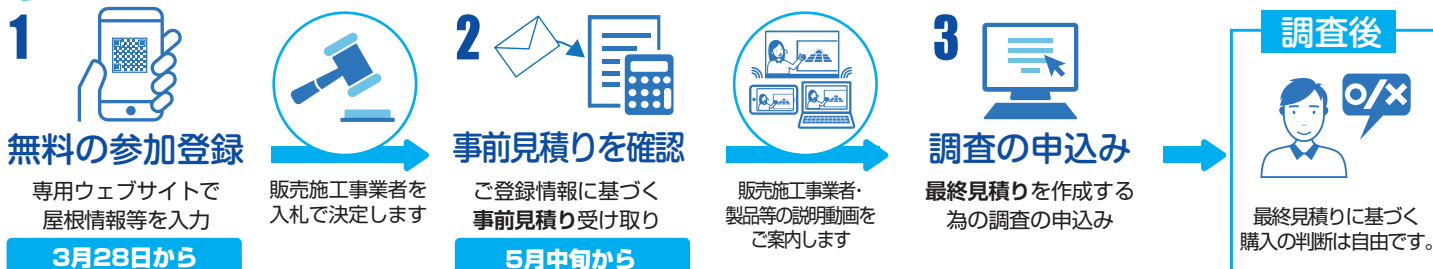 1
無料の参加登録
専用ウェブサイトで
屋根情報等を入力
3月28日から
販売施工事業者を
入札で決定します
2
事前見積りを確認
ご登録情報に基づく
事前見積り受け取り
5月中旬から
販売施工事業者・
製品等の説明動画を
ご案内します
3
調査の申込み
最終見積りを作成する
為の調査の申込み
調査後
o/×
最終見積りに基づく
購入の判断は自由です。